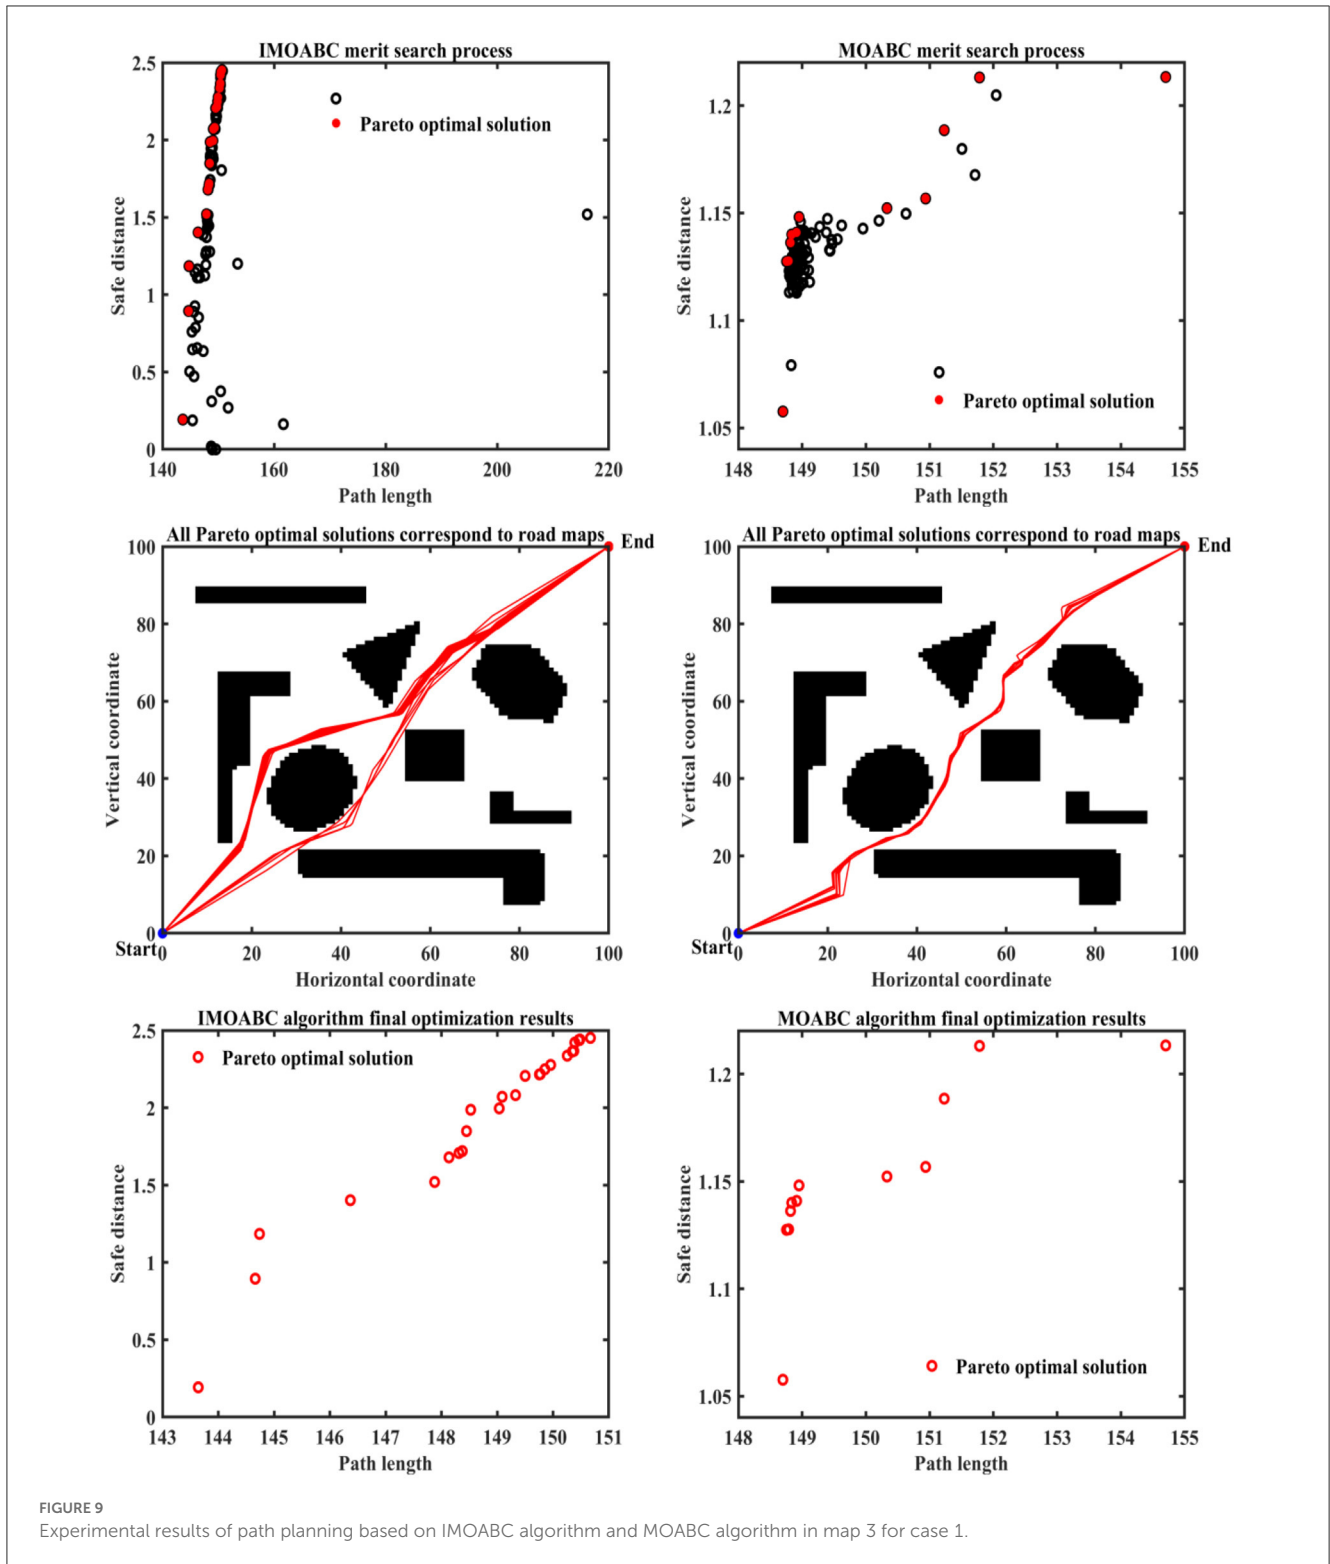 IMOABC merit search process
2.5
2
1.5
1
0.5
0
Safe distance
Pareto optimal solution
140 160 180 200 220
Path length
MOABC merit search process
1.2
1.15
1.1
1.05
Safe distance
Pareto optimal solution
148 149 150 151 152 153 154 155
Path length
All Pareto optimal solutions correspond to road maps
End
100
80
60
40
20
0
Vertical coordinate
Start
20 40 60 80 100
0
Horizontal coordinate
All Pareto optimal solutions correspond to road maps
End
100
80
60
40
20
0
Vertical coordinate
Start
0 20 40 60 80 100
Horizontal coordinate
IMOABC algorithm final optimization results
2.5
2
1.5
1
0.5
0
Safe distance
Pareto optimal solution
143 144 145 146 147 148 149 150 151
Path length
MOABC algorithm final optimization results
1.2
1.15
1.1
1.05
Safe distance
Pareto optimal solution
148 149 150 151 152 153 154 155
Path length
FIGURE 9
Experimental results of path planning based on IMOABC algorithm and MOABC algorithm in map 3 for case 1.